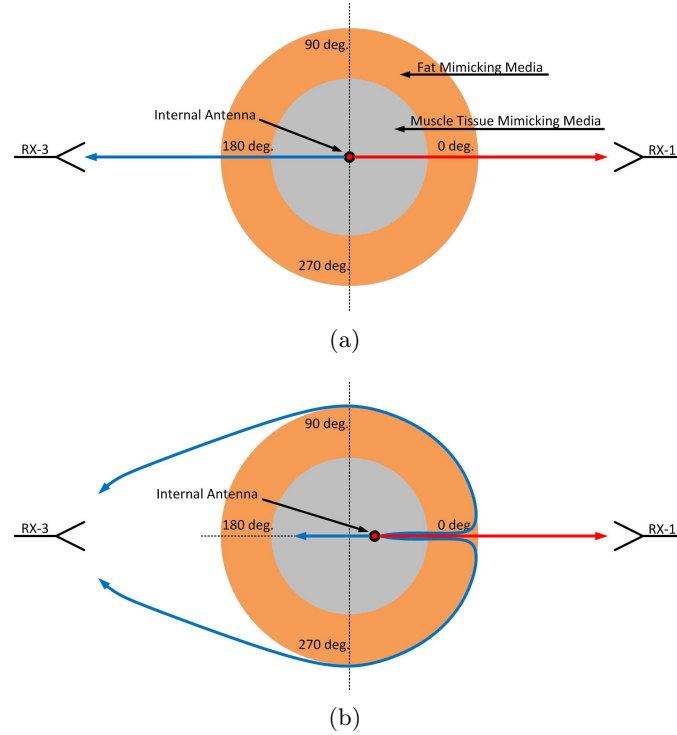 90 deg.
Fat Mimicking Media
Internal Antenna
Muscle Tissue Mimicking Media
RX-3
180 deg.
0 deg.
RX-1
270 deg.
(a)
90 deg.
Internal Antenna
RX-3
180 deg.
0 deg.
RX-1
270 deg.
(b)